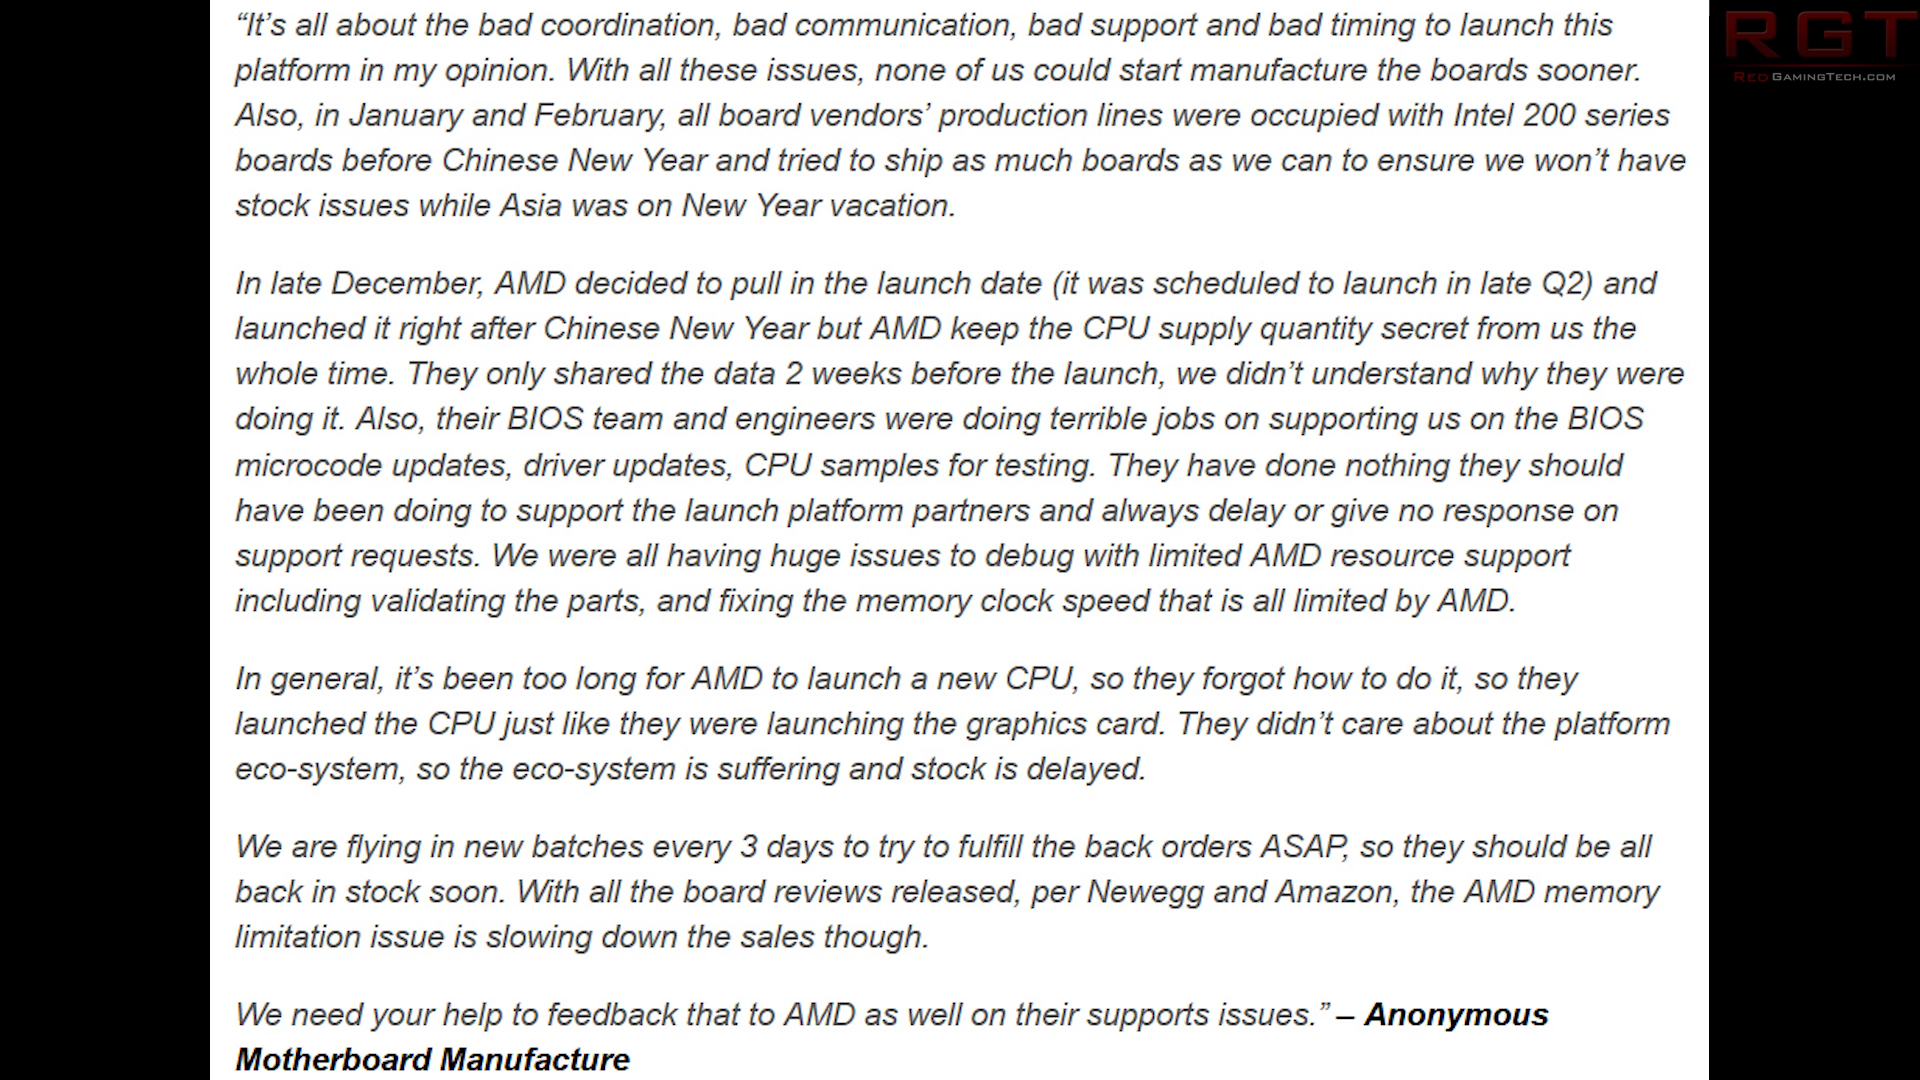 “It’s all about the bad coordination, bad communication, bad support and bad timing to launch this
platform in my opinion. With all these issues, none of us could start manufacture the boards sooner.
Also, in January and February, all board vendors’ production lines were occupied with Intel 200 series
boards before Chinese New Year and tried to ship as much boards as we can to ensure we won’t have
stock issues while Asia was on New Year vacation.
In late December, AMD decided to pull in the launch date (it was scheduled to launch in late Q2) and
launched it right after Chinese New Year but AMD keep the CPU supply quantity secret from us the
whole time. They only shared the data 2 weeks before the launch, we didn’t understand why they were
doing it. Also, their BIOS team and engineers were doing terrible jobs on supporting us on the BIOS
microcode updates, driver updates, CPU samples for testing. They have done nothing they should
have been doing to support the launch platform partners and always delay or give no response on
support requests. We were all having huge issues to debug with limited AMD resource support
including validating the parts, and fixing the memory clock speed that is all limited by AMD.
In general, it’s been too long for AMD to launch a new CPU, so they forgot how to do it, so they
launched the CPU just like they were launching the graphics card. They didn’t care about the platform
eco-system, so the eco-system is suffering and stock is delayed.
We are flying in new batches every 3 days to try to fulfill the back orders ASAP, so they should be all
back in stock soon. With all the board reviews released, per Newegg and Amazon, the AMD memory
limitation issue is slowing down the sales though.
We need your help to feedback that to AMD as well on their supports issues.” – Anonymous
Motherboard Manufacture
RGT
RedGamingTech.com